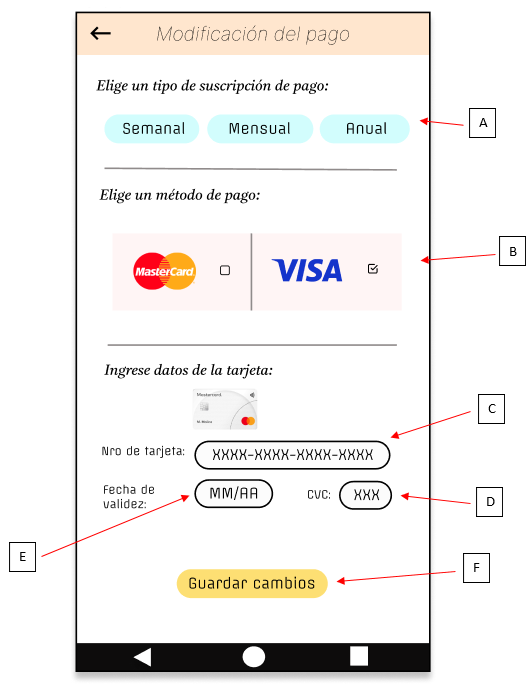 Modificación del pago
Elige un tipo de suscripción de pago:
Semanal Mensual Anual
A
Elige un método de pago:
B
MasterCard VISA
Ingrese datos de la tarjeta:
Mastercard
M. Molina
C
Nro de tarjeta: XXXX-XXXX-XXXX-XXXX
Fecha de
validez: MM/AA CVC: XXX
D
E
F
Guardar cambios